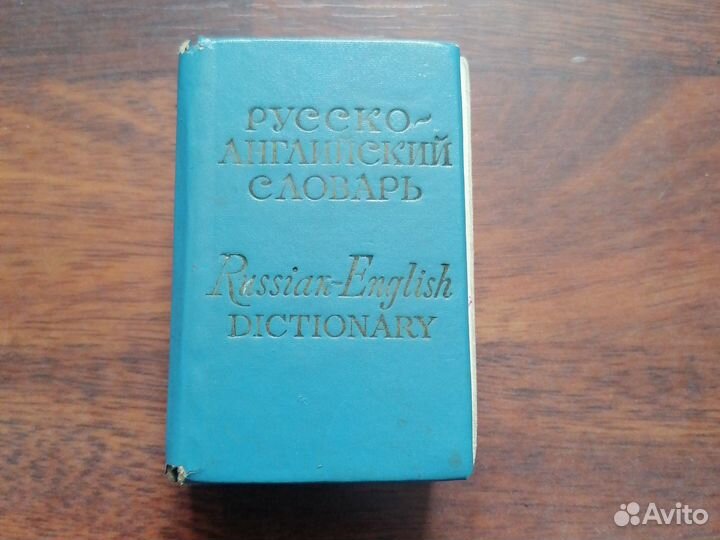 РУССКО~
АНГЛИЙСКИЙ
СЛОВАРЬ
Russian-English
DICTIONARY
Avito